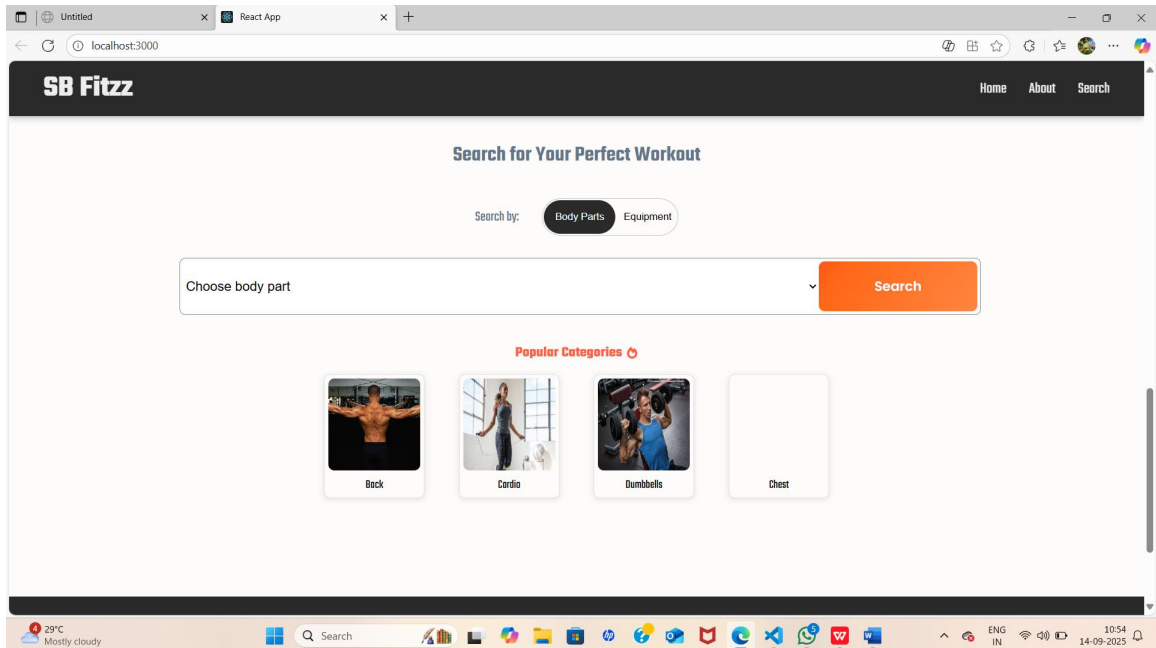 Untitled
React App
localhost:3000
SB Fitzz
Home About Search
Search for Your Perfect Workout
Search by: Body Parts Equipment
Choose body part
Search
Popular Categories
Back Cardio Dumbbells Chest
4 29°C
Mostly cloudy
Search
5
W
W
ENG
IN
10:54
14-09-2025